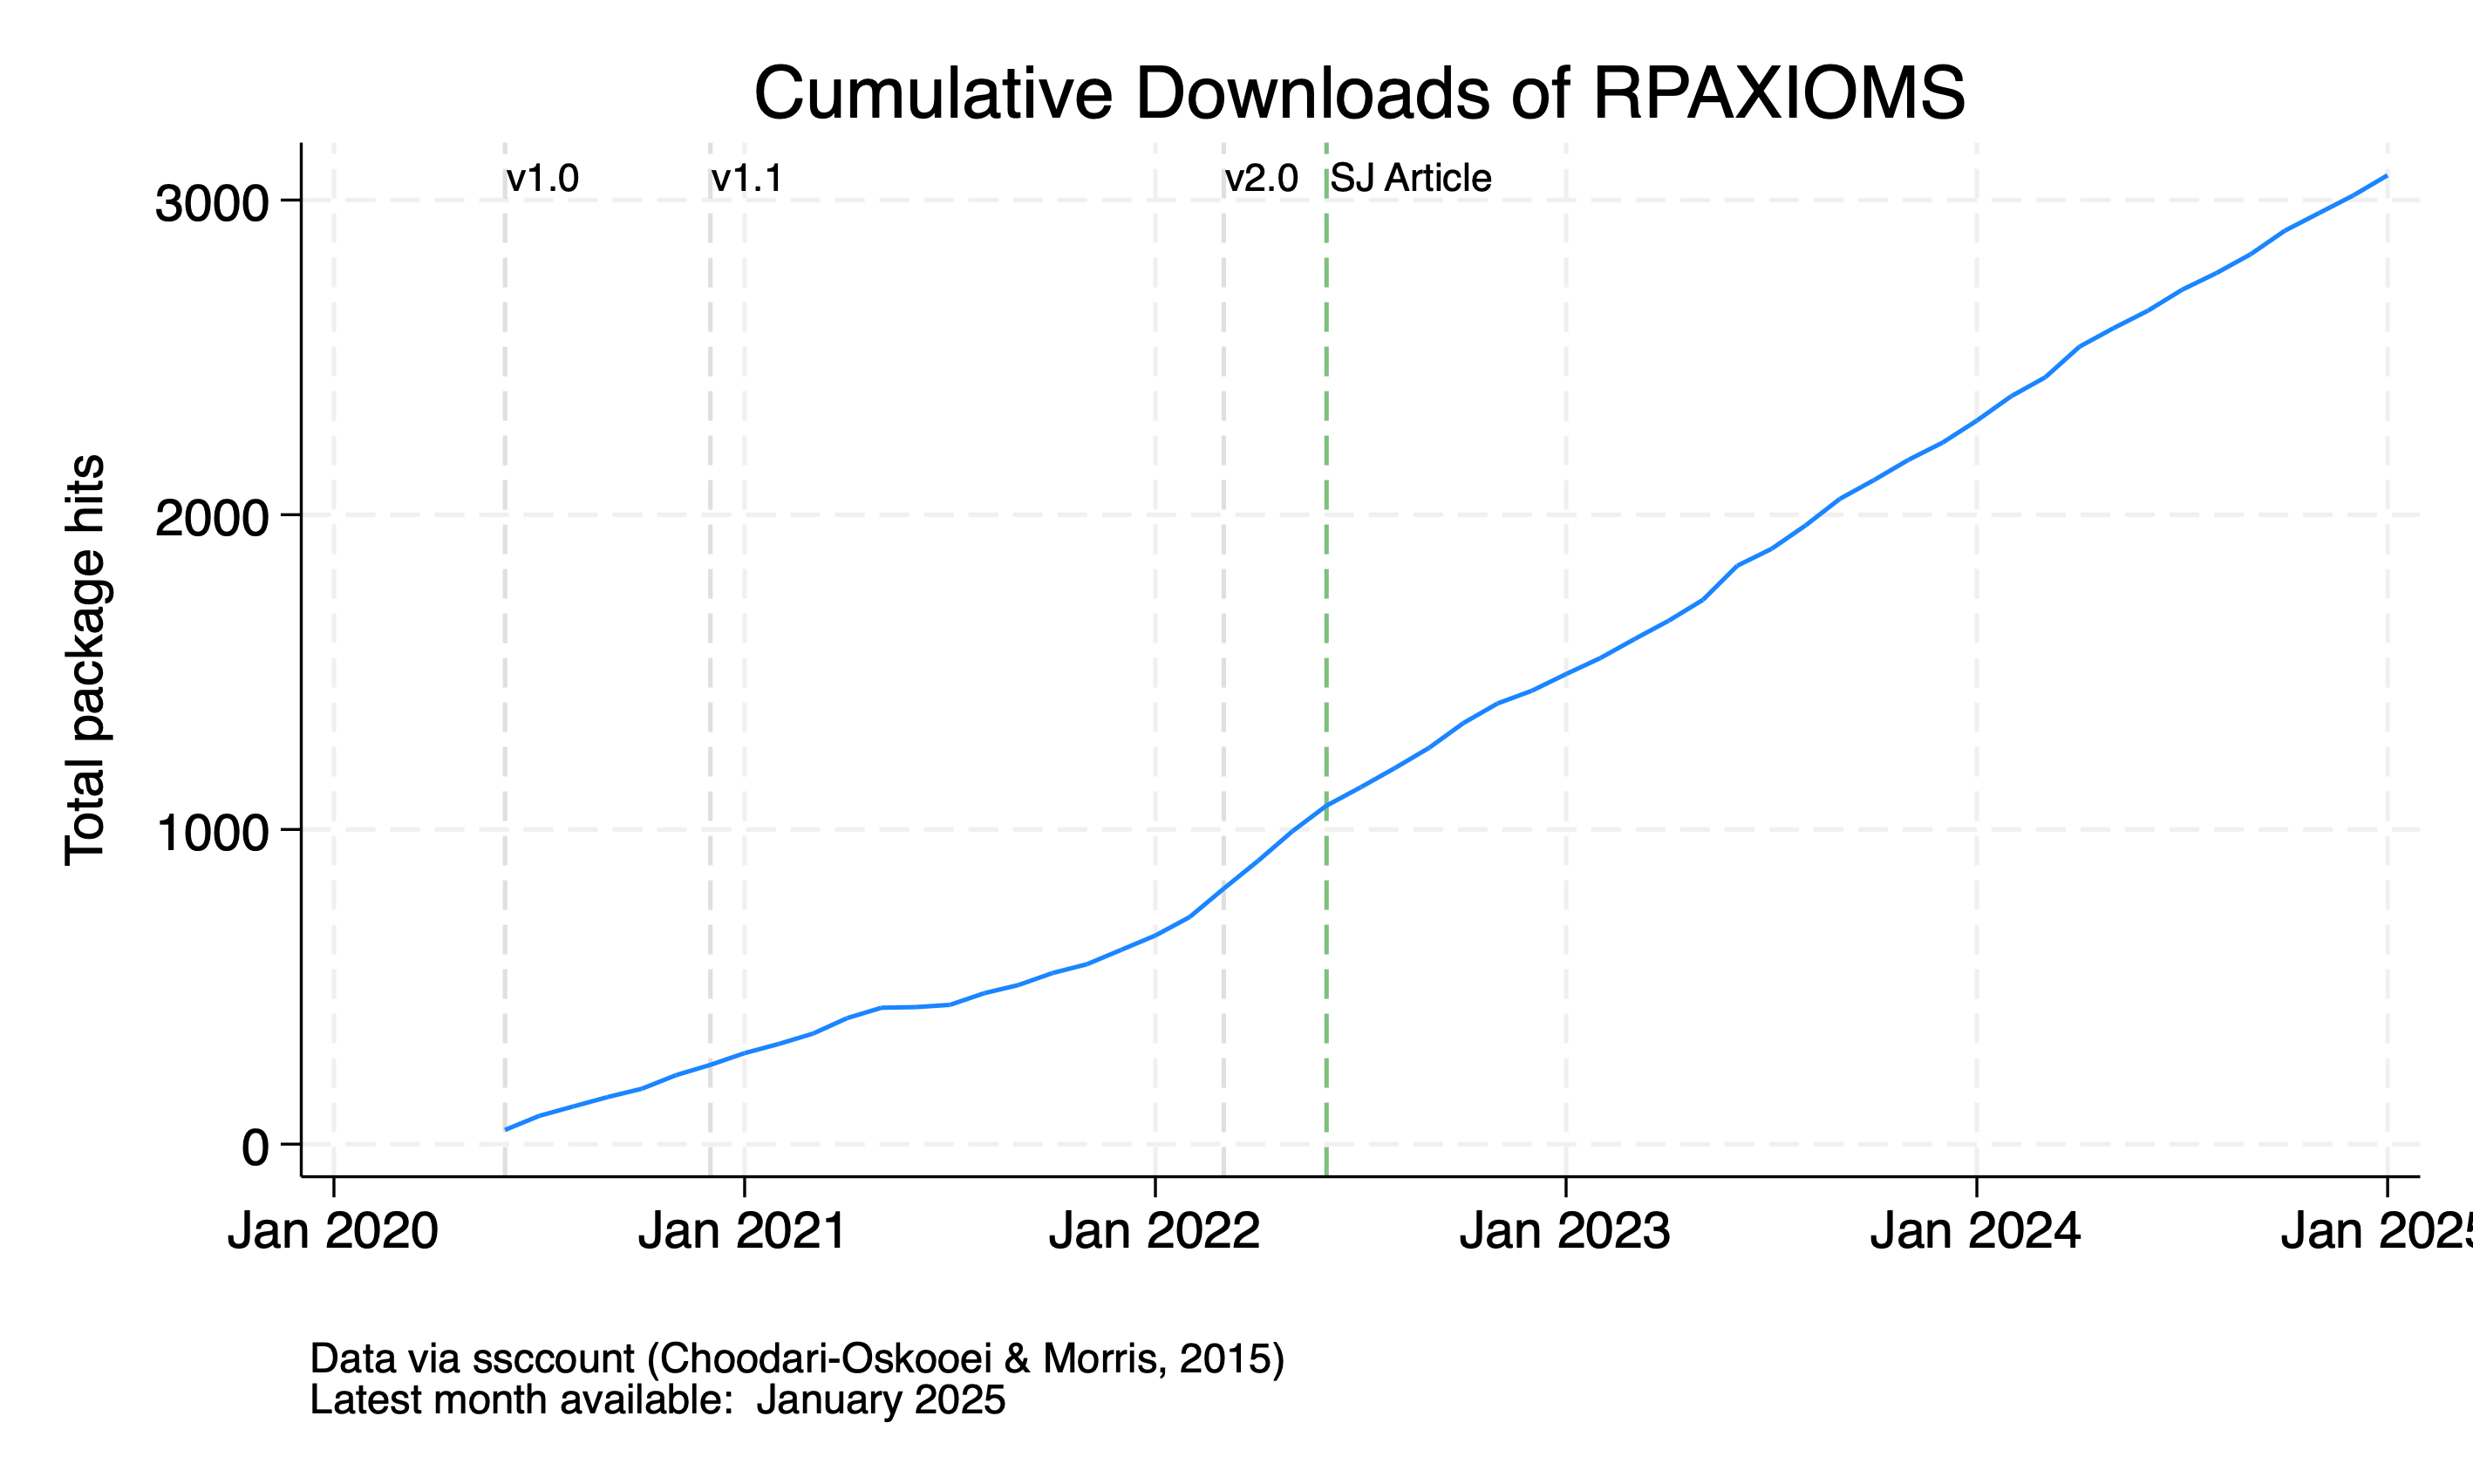 Cumulative Downloads of RPAXIOMS
v1.0
v1.1
v2.0
SJ Article
3000
2000
1000
0
Total package hits
Jan 2020
Jan 2021
Jan 2022
Jan 2023
Jan 2024
Jan 2025
Data via ssccount (Choodari-Oskooei & Morris, 2015)
Latest month available:  January 2025